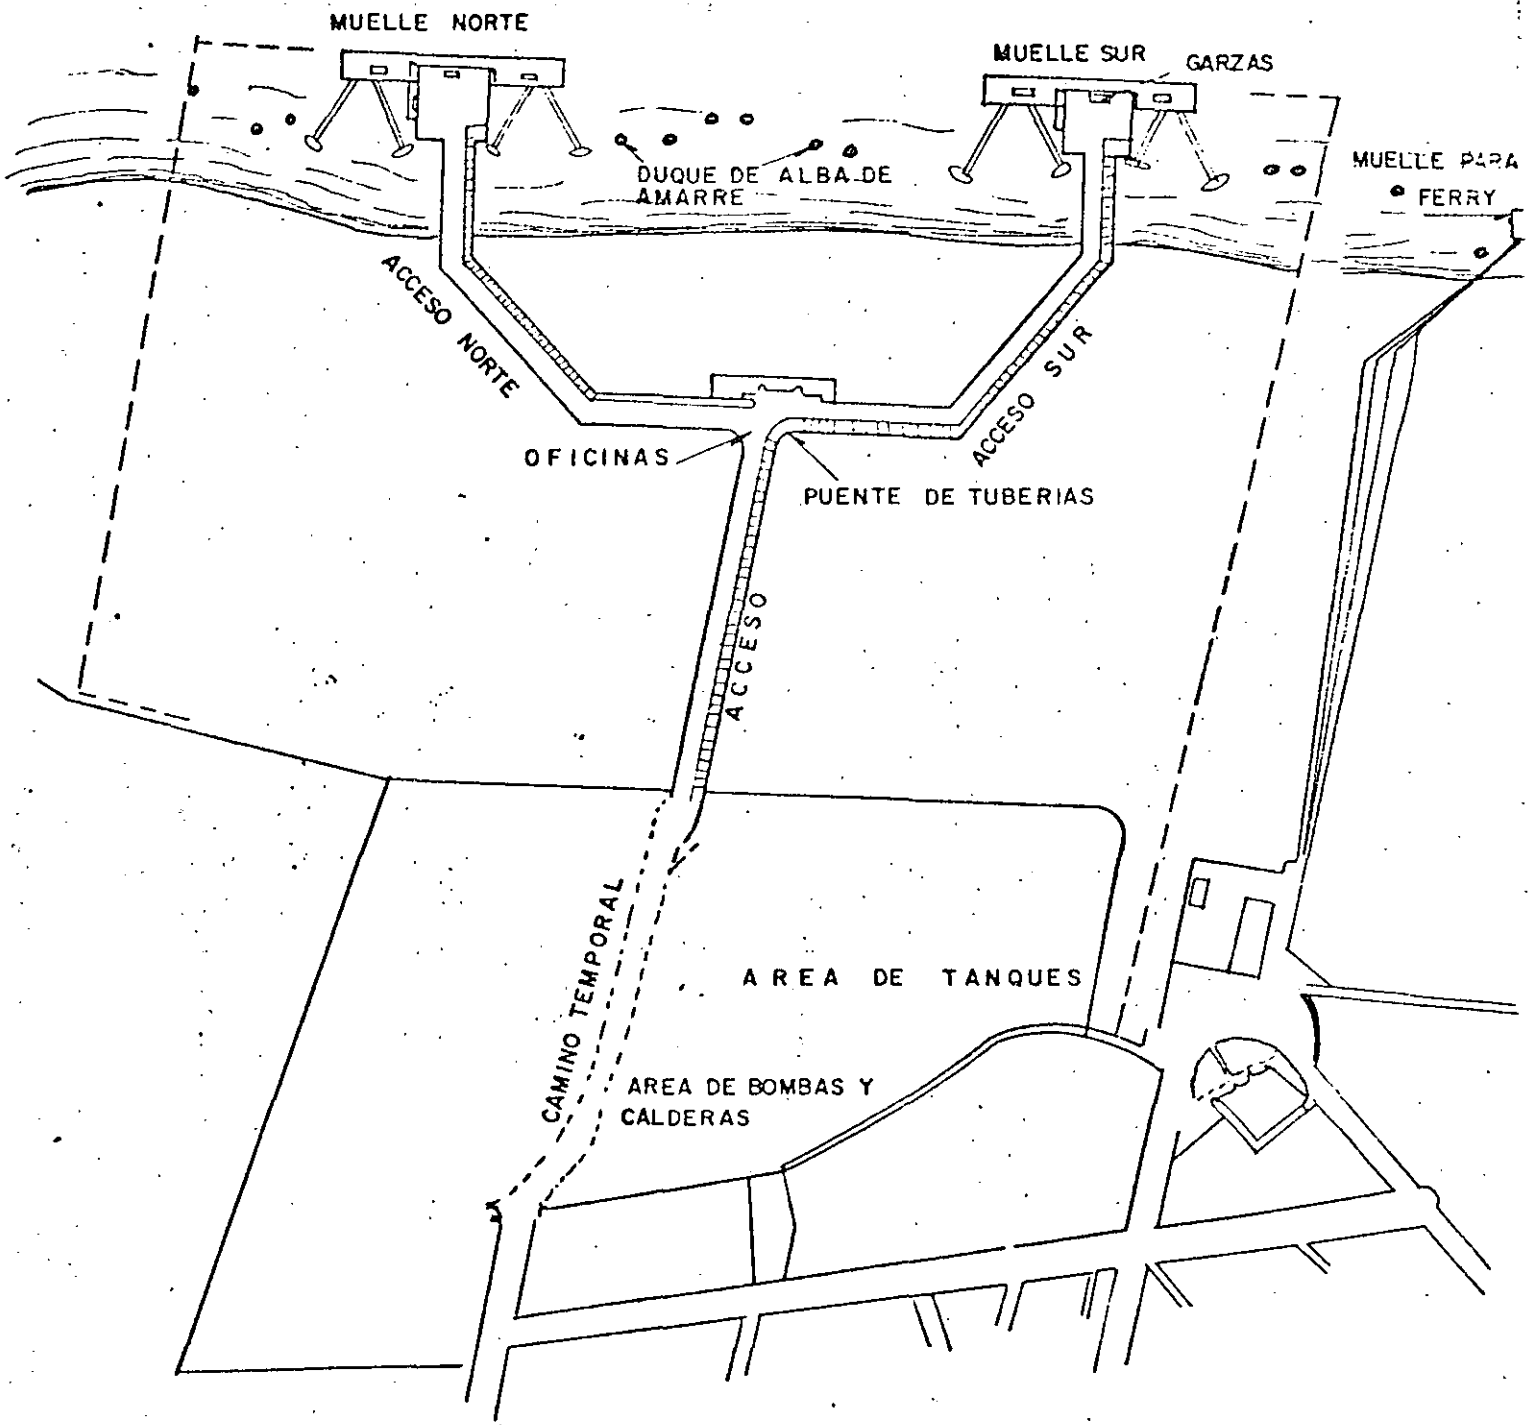 MUELLE NORTE
MUELLE SUR
GARZAS
DUQUE DE ALBA DE
AMARRE
MUELLE PARA
FERRY
ACCESO NORTE
ACCESO SUR
OFICINAS
PUENTE DE TUBERIAS
ACCESO
CAMINO TEMPORAL
AREA DE TANQUES
AREA DE BOMBAS Y
CALDERAS